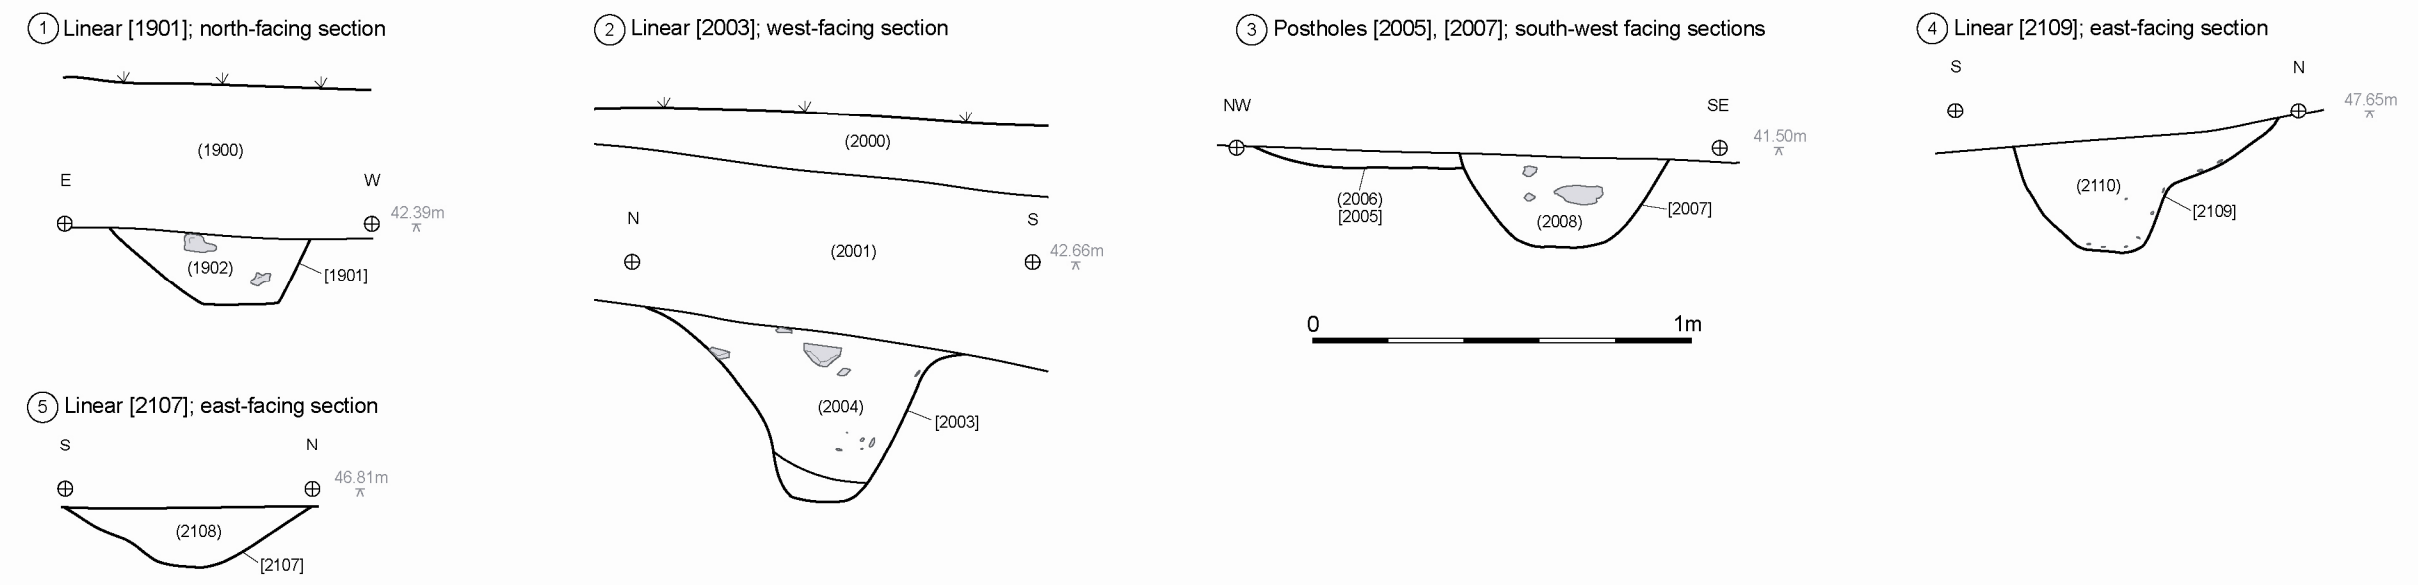 1 Linear [1901]; north-facing section
(1900)
E W
42.39m
(1902)
[1901]
2 Linear [2003]; west-facing section
(2000)
N S
(2001)
42.66m
(2004)
[2003]
3 Postholes [2005], [2007]; south-west facing sections
NW SE
41.50m
(2006)
[2005]
(2008)
[2007]
0 1m
4 Linear [2109]; east-facing section
S N
47.65m
(2110)
[2109]
5 Linear [2107]; east-facing section
S N
46.81m
(2108)
[2107]